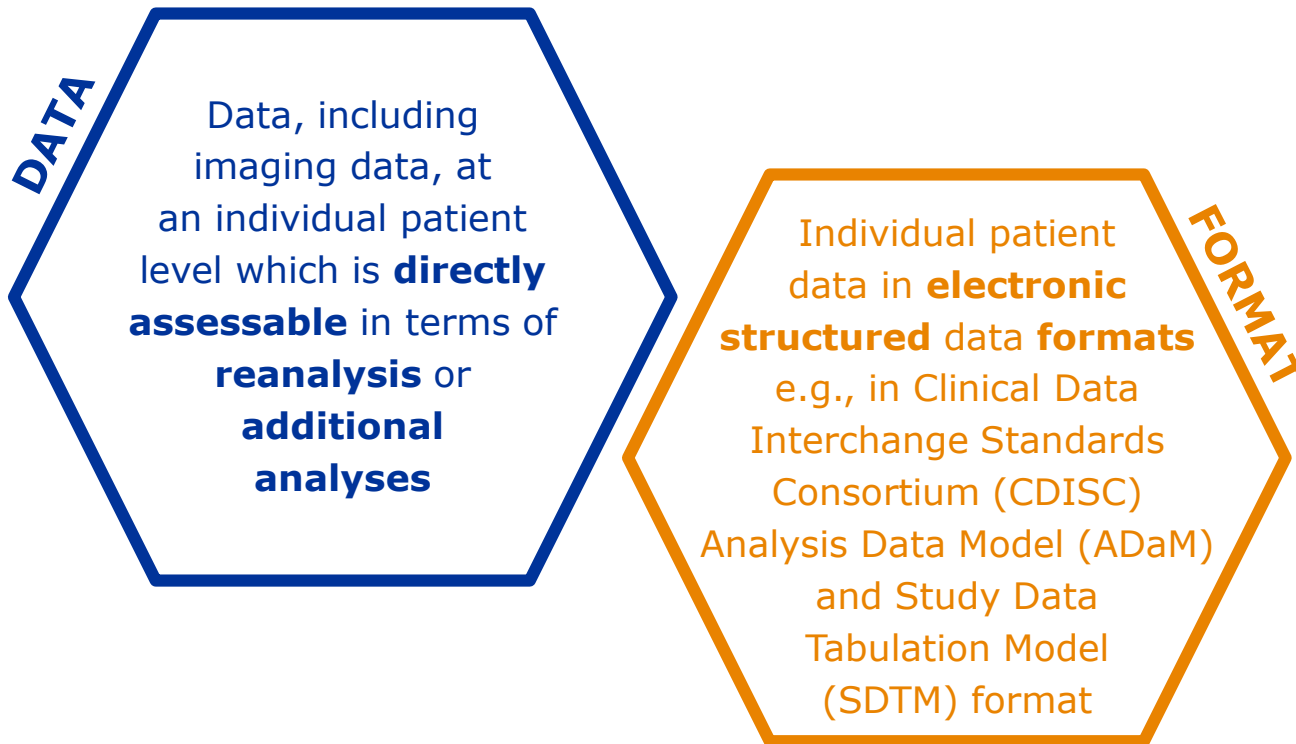 DATA
Data, including
imaging data, at
an individual patient
level which is directly
assessable in terms of
reanalysis or
additional
analyses
FORMAT
Individual patient
data in electronic
structured data formats
e.g., in Clinical Data
Interchange Standards
Consortium (CDISC)
Analysis Data Model (ADaM)
and Study Data
Tabulation Model
(SDTM) format